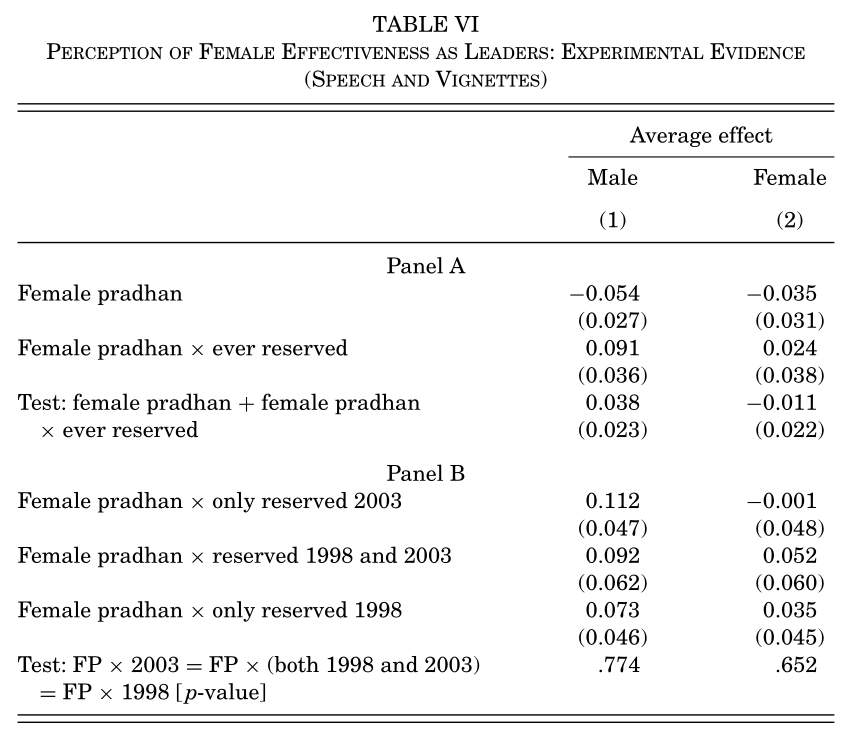 TABLE VI
PERCEPTION OF FEMALE EFFECTIVENESS AS LEADERS: EXPERIMENTAL EVIDENCE
(SPEECH AND VIGNETTES)
Average effect
Male Female
(1) (2)
Panel A
Female pradhan −0.054 −0.035
(0.027) (0.031)
Female pradhan × ever reserved 0.091 0.024
(0.036) (0.038)
Test: female pradhan + female pradhan 0.038 −0.011
× ever reserved (0.023) (0.022)
Panel B
Female pradhan × only reserved 2003 0.112 −0.001
(0.047) (0.048)
Female pradhan × reserved 1998 and 2003 0.092 0.052
(0.062) (0.060)
Female pradhan × only reserved 1998 0.073 0.035
(0.046) (0.045)
Test: FP × 2003 = FP × (both 1998 and 2003) .774 .652
= FP × 1998 [p-value]